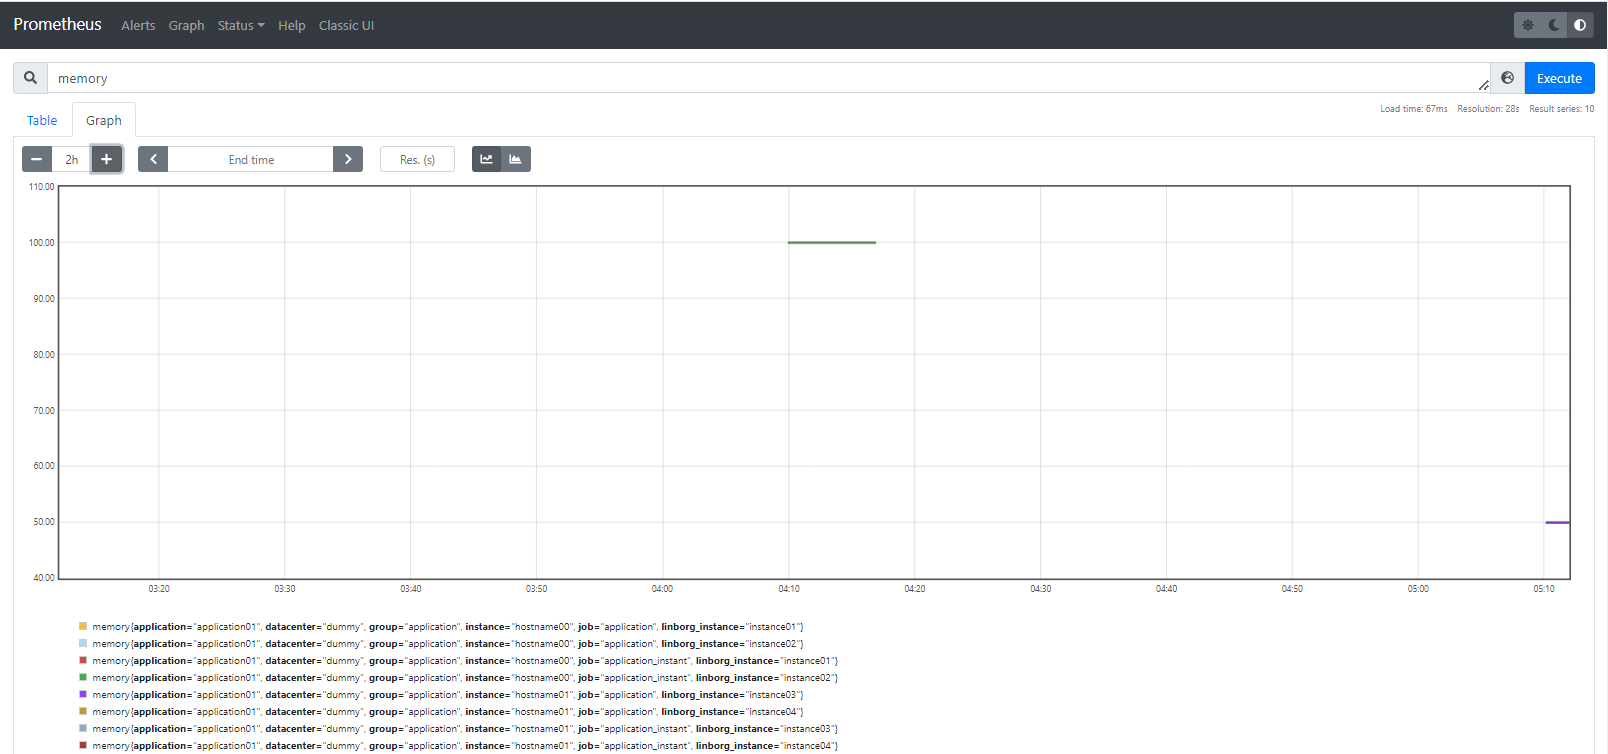 Prometheus Alerts Graph Status Help Classic UI
memory Execute
Load time: 67ms Resolution: 28s Result series: 10
Table Graph
2h End time Res. (s)
110.00
100.00
90.00
80.00
70.00
60.00
50.00
40.00
03:20 03:30 03:40 03:50 04:00 04:10 04:20 04:30 04:40 04:50 05:00 05:10
memory{application="application01", datacenter="dummy", group="application", instance="hostname00", job="application", linborg_instance="instance01"}
memory{application="application01", datacenter="dummy", group="application", instance="hostname00", job="application", linborg_instance="instance02"}
memory{application="application01", datacenter="dummy", group="application", instance="hostname00", job="application_instant", linborg_instance="instance01"}
memory{application="application01", datacenter="dummy", group="application", instance="hostname00", job="application_instant", linborg_instance="instance02"}
memory{application="application01", datacenter="dummy", group="application", instance="hostname01", job="application", linborg_instance="instance03"}
memory{application="application01", datacenter="dummy", group="application", instance="hostname01", job="application", linborg_instance="instance04"}
memory{application="application01", datacenter="dummy", group="application", instance="hostname01", job="application_instant", linborg_instance="instance03"}
memory{application="application01", datacenter="dummy", group="application", instance="hostname01", job="application_instant", linborg_instance="instance04"}